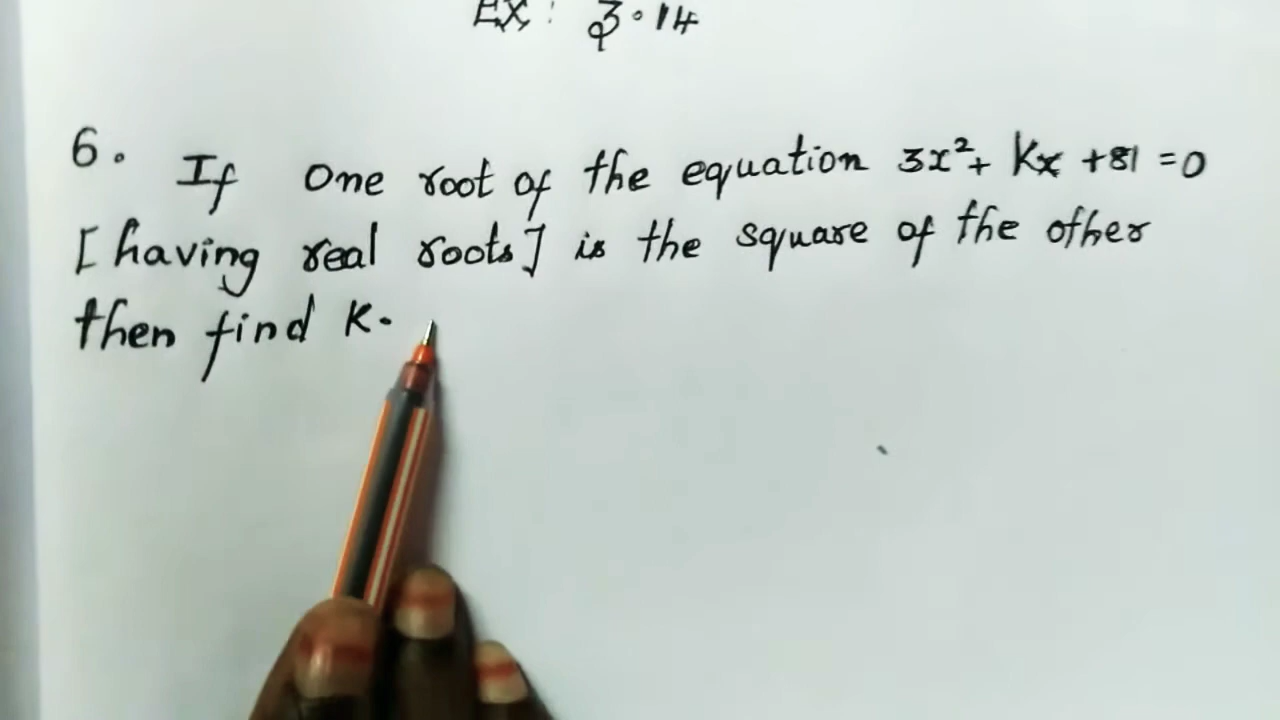 EX: 3.14
6. If one root of the equation 3x²+ Kx +81 =0
[having real roots] is the square of the other
then find K.